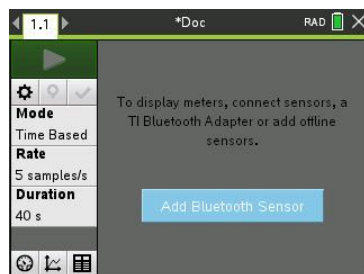 1.1
*Doc
RAD
Mode
Time Based
Rate
5 samples/s
Duration
40 s
To display meters, connect sensors, a
TI Bluetooth Adapter or add offline
sensors.
Add Bluetooth Sensor